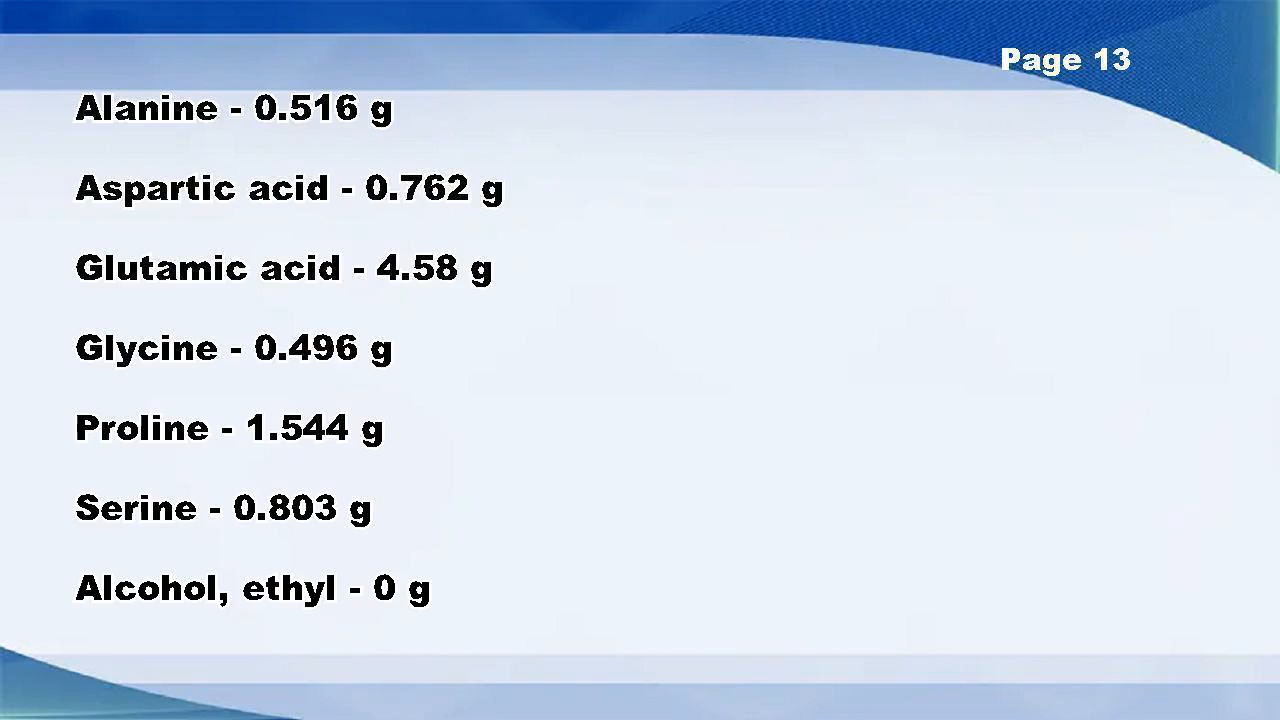 Page 13
Alanine - 0.516 g
Aspartic acid - 0.762 g
Glutamic acid - 4.58 g
Glycine - 0.496 g
Proline - 1.544 g
Serine - 0.803 g
Alcohol, ethyl - 0 g